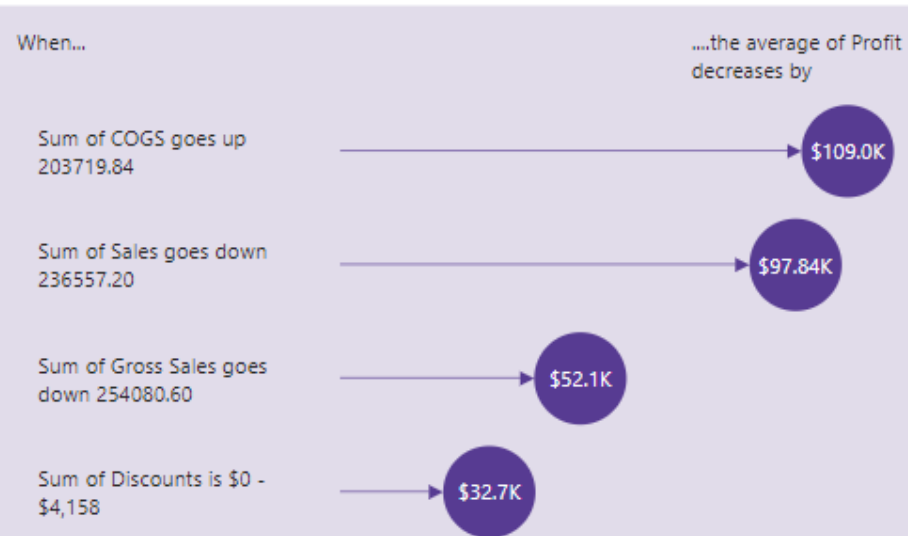 When...
....the average of Profit
decreases by
Sum of COGS goes up
203719.84
$109.0K
Sum of Sales goes down
236557.20
$97.84K
Sum of Gross Sales goes
down 254080.60
$52.1K
Sum of Discounts is $0 -
$4,158
$32.7K